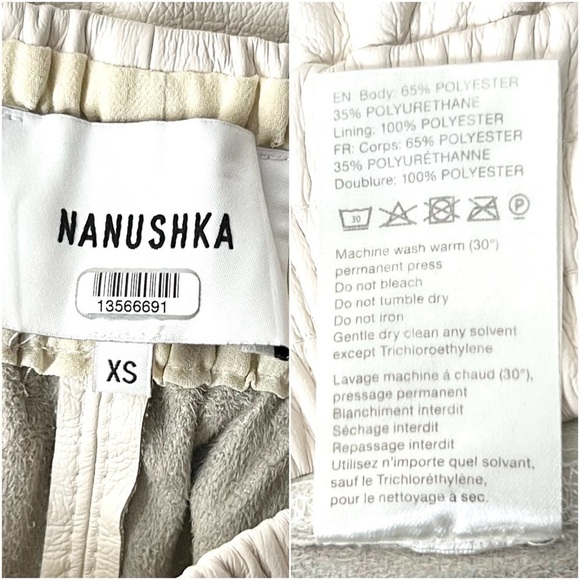 NANUSHKA
13566691
XS
EN Body: 65% POLYESTER
35% POLYURETHANE
Lining: 100% POLYESTER
FR: Corps: 65% POLYESTER
35% POLYURÉTHANNE
Doublure: 100% POLYESTER
30
P
Machine wash warm (30°)
permanent press
Do not bleach
Do not tumble dry
Do not iron
Gentle dry clean any solvent
except Trichloroethylene
Lavage machine á chaud (30°),
pressage permanent
Blanchiment interdit
Séchage interdit
Repassage interdit
Utilisez n'importe quel solvant,
sauf le Trichloréthylène,
pour le nettoyage à sec.